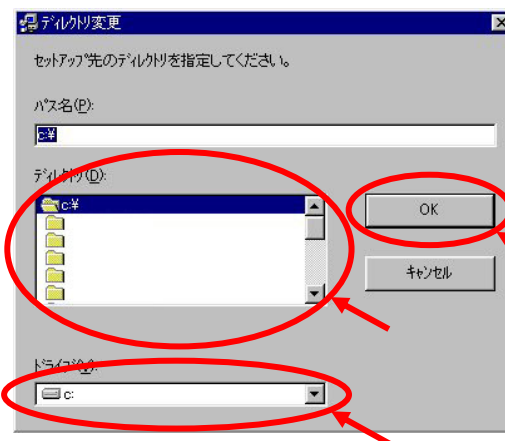 ディレクトリ変更
セットアップ先のディレクトリを指定してください。
パス名(P):
c:¥
ディレクトリ(D):
c:¥
OK
キャンセル
ドライブ(V):
c: